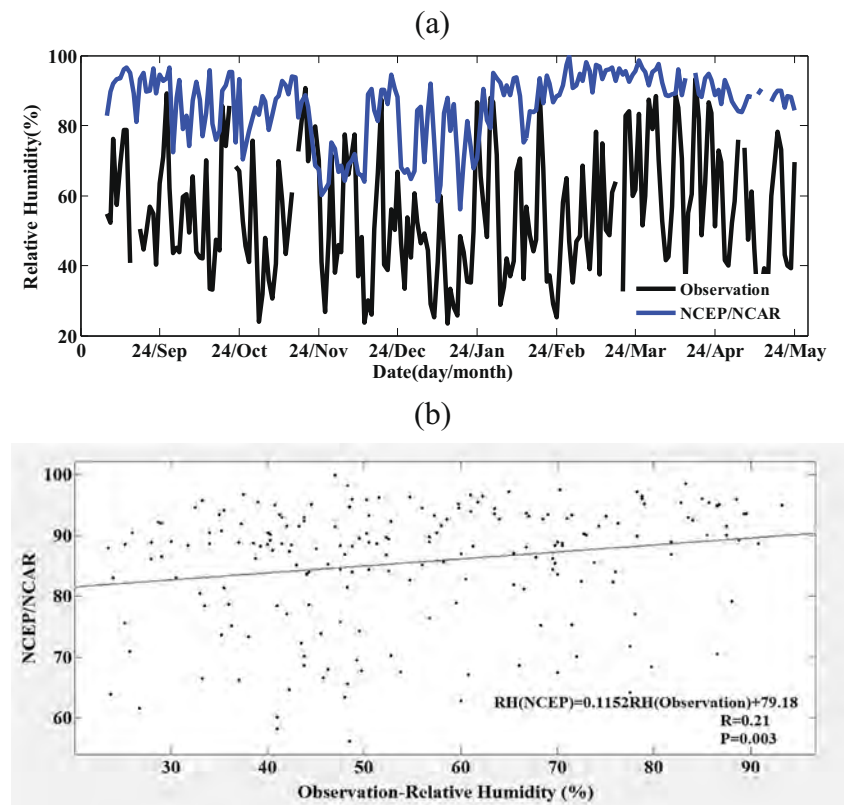 (a)
Relative Humidity(%)
100
80
60
40
20
Observation
NCEP/NCAR
0 24/Sep 24/Oct 24/Nov 24/Dec 24/Jan 24/Feb 24/Mar 24/Apr 24/May
Date(day/month)
(b)
NCEP/NCAR
100
90
80
70
60
RH(NCEP)=0.1152RH(Observation)+79.18
R=0.21
P=0.003
30 40 50 60 70 80 90
Observation-Relative Humidity (%)